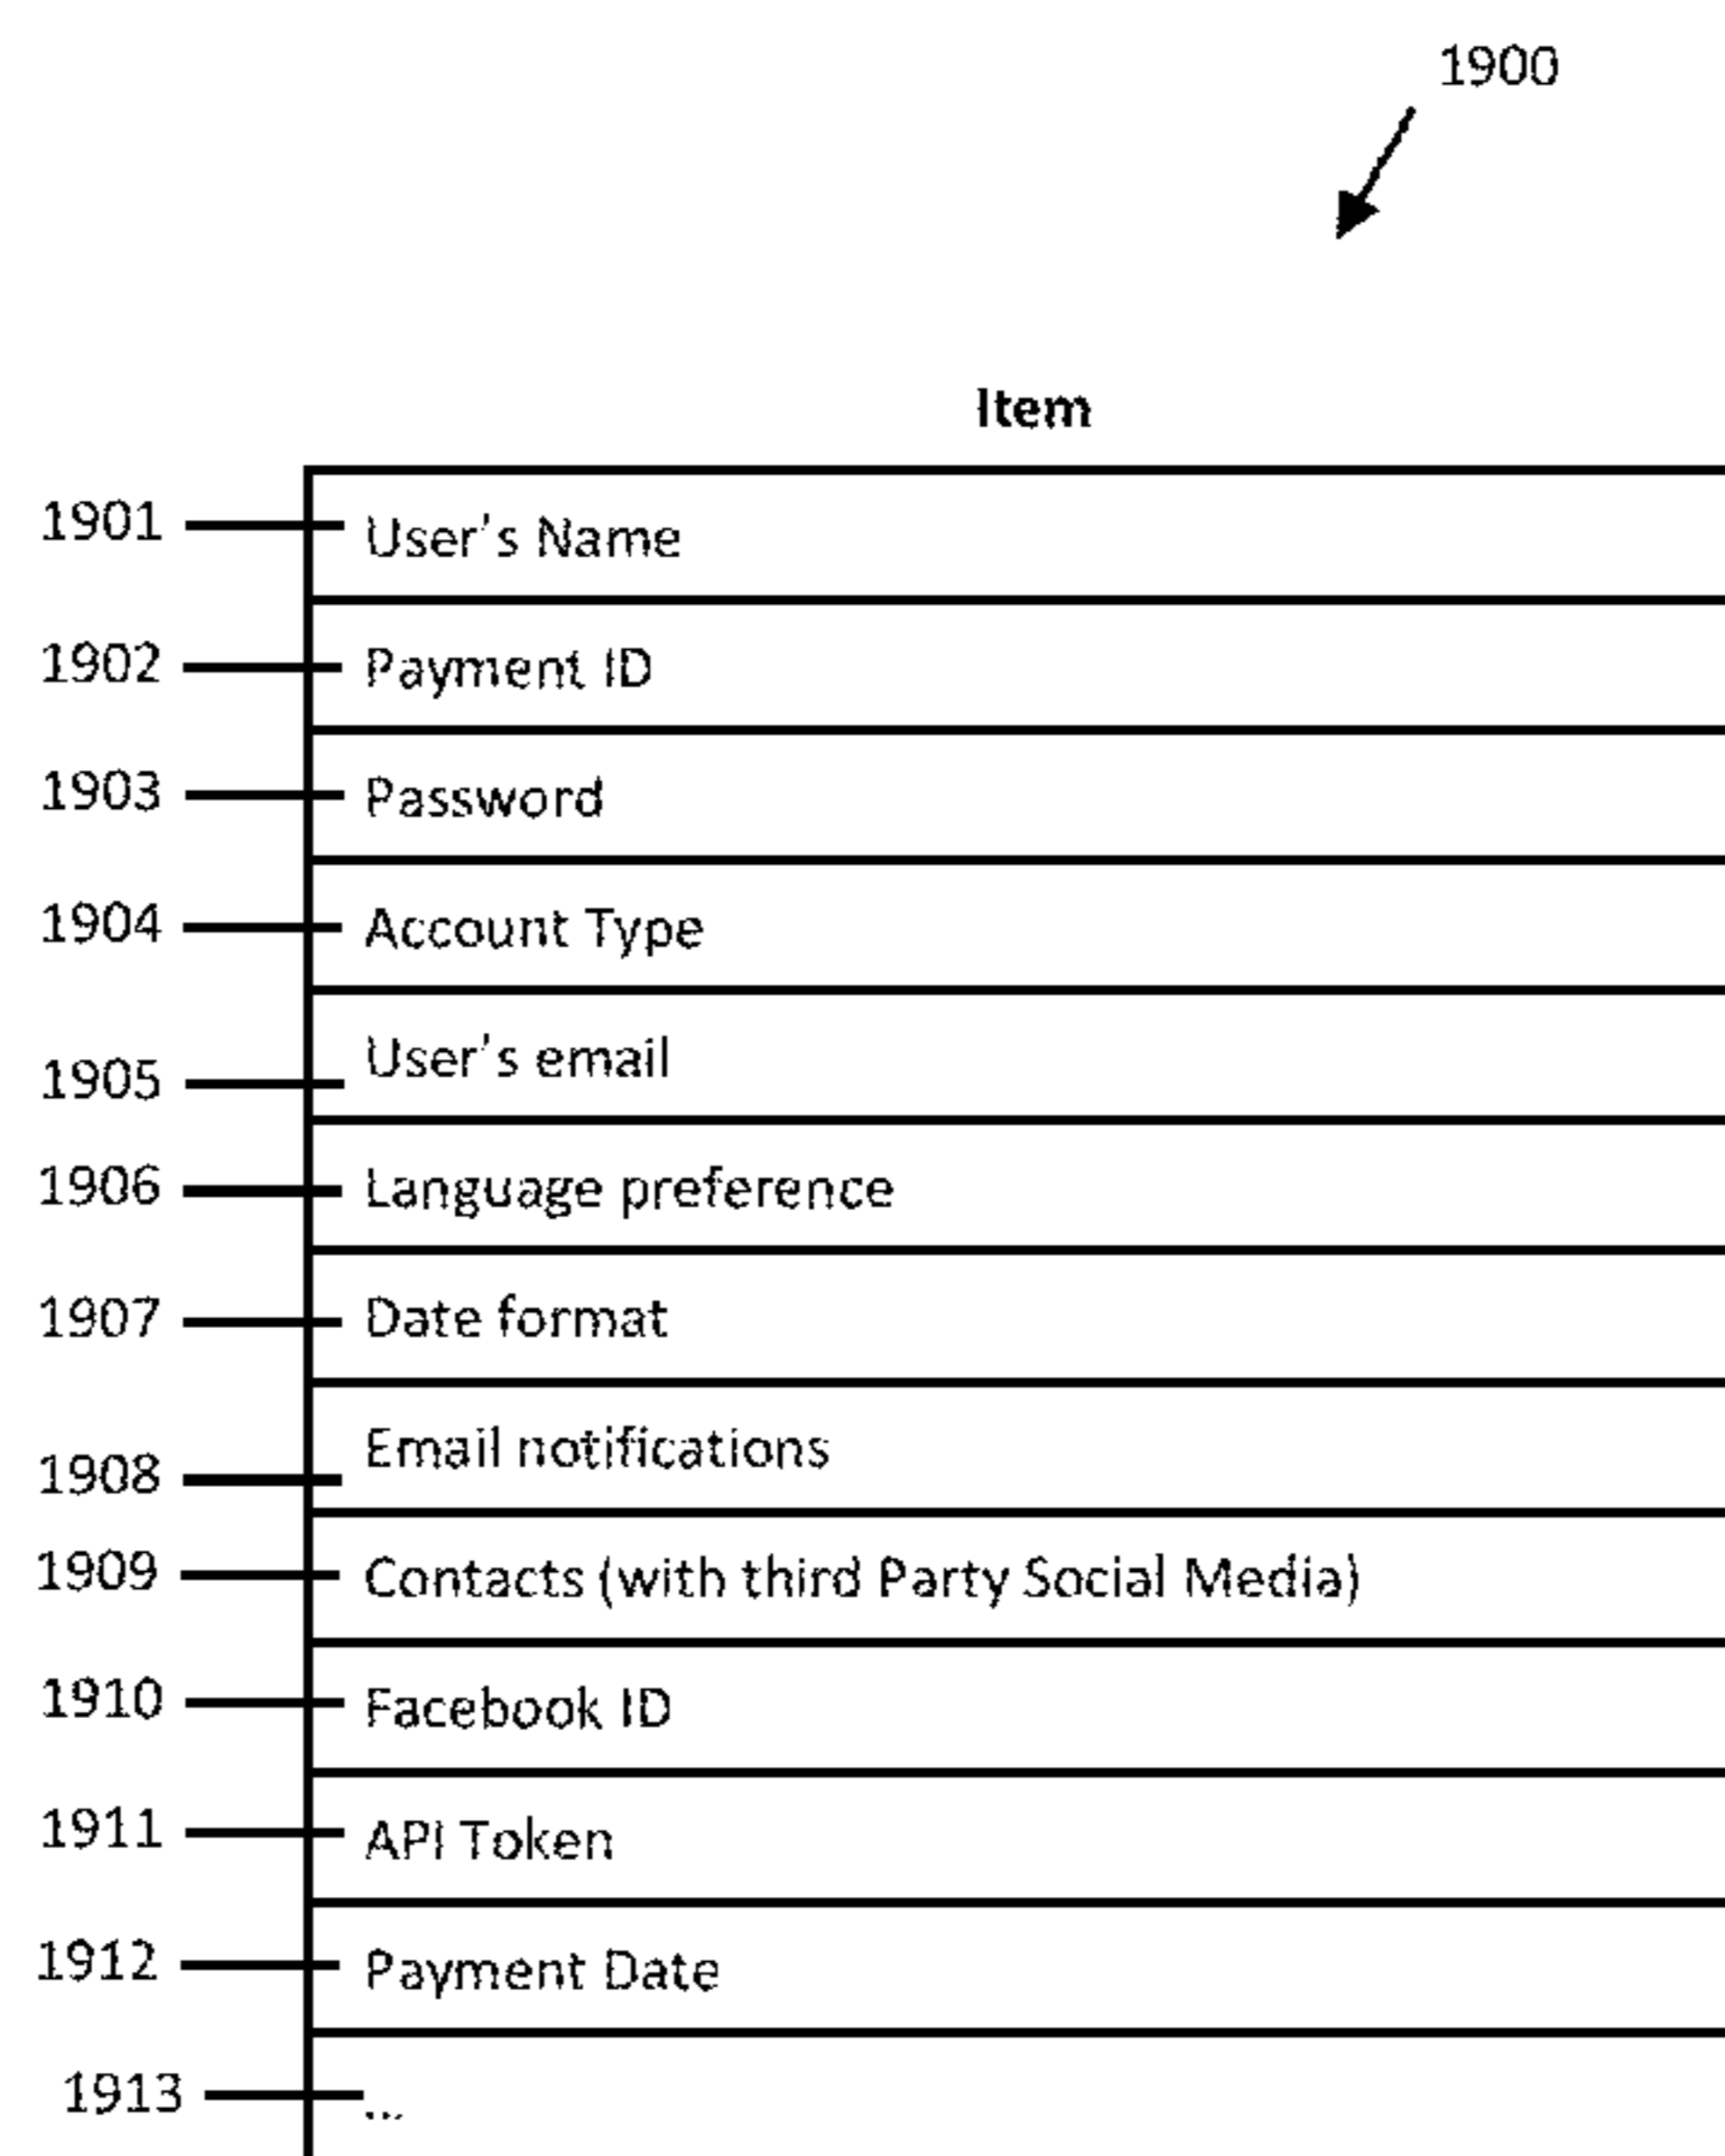 1900
Item
1901 User's Name
1902 Payment ID
1903 Password
1904 Account Type
1905 User's email
1906 Language preference
1907 Date format
1908 Email notifications
1909 Contacts (with third Party Social Media)
1910 Facebook ID
1911 API Token
1912 Payment Date
1913 ...